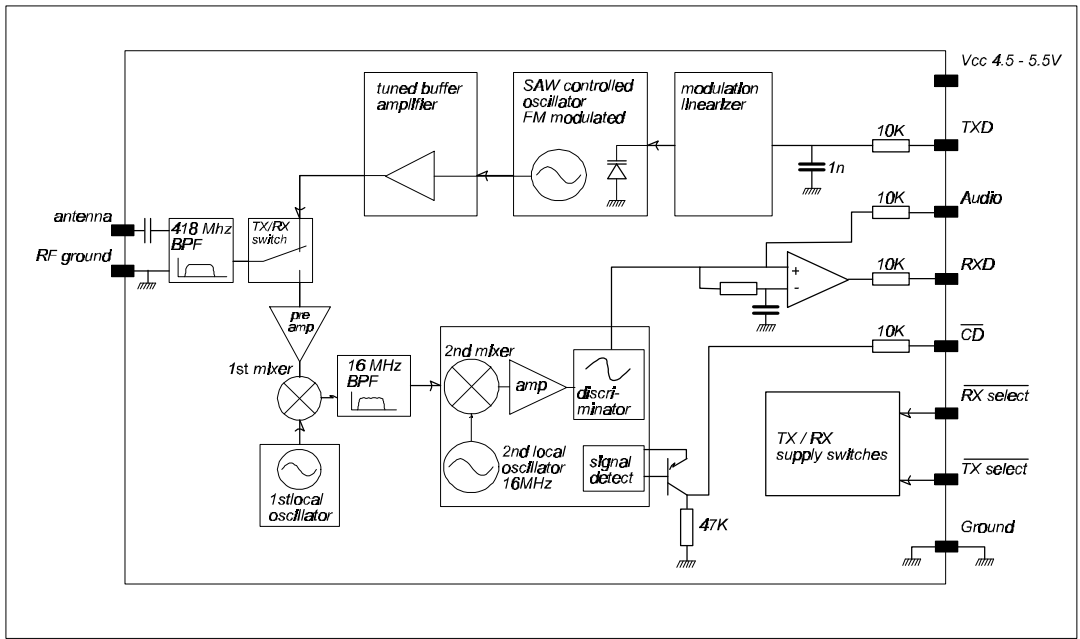 Vcc 4.5 - 5.5V
tuned buffer
amplifier
SAW controlled
oscillator
FM modulated
modulation
linearizer
10K
TXD
1n
10K
Audio
antenna
418 Mhz
BPF
TX/RX
switch
RF ground
10K
RXD
+
-
pre
amp
10K
CD
1st mixer
16 MHz
BPF
2nd mixer
amp
discri-
minator
RX select
TX / RX
supply switches
2nd local
oscillator
16MHz
signal
detect
TX select
1stlocal
oscillator
47K
Ground